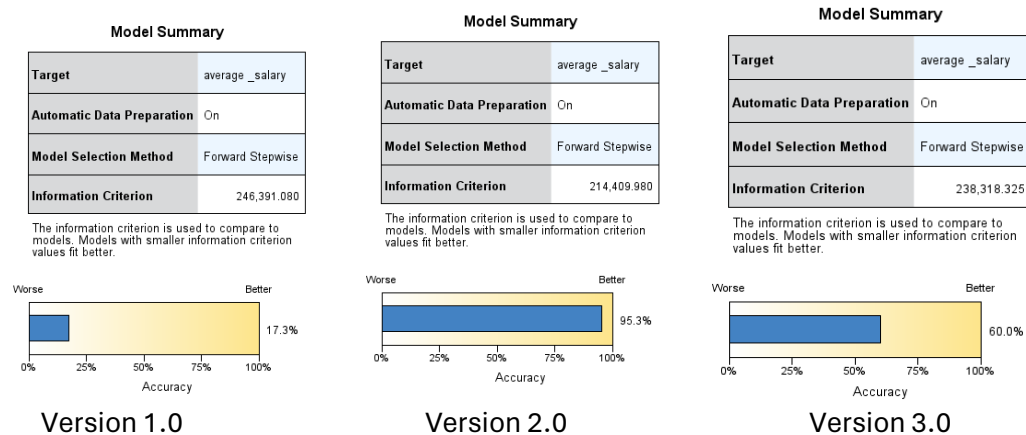 Model Summary
Target average _salary
Automatic Data Preparation On
Model Selection Method Forward Stepwise
Information Criterion 246,391.080
The information criterion is used to compare to
models. Models with smaller information criterion
values fit better.
Worse Better
17.3%
0% 25% 50% 75% 100%
Accuracy
Version 1.0
Model Summary
Target average _salary
Automatic Data Preparation On
Model Selection Method Forward Stepwise
Information Criterion 214,409.980
The information criterion is used to compare to
models. Models with smaller information criterion
values fit better.
Worse Better
95.3%
0% 25% 50% 75% 100%
Accuracy
Version 2.0
Model Summary
Target average _salary
Automatic Data Preparation On
Model Selection Method Forward Stepwise
Information Criterion 238,318.325
The information criterion is used to compare to
models. Models with smaller information criterion
values fit better.
Worse Better
60.0%
0% 25% 50% 75% 100%
Accuracy
Version 3.0